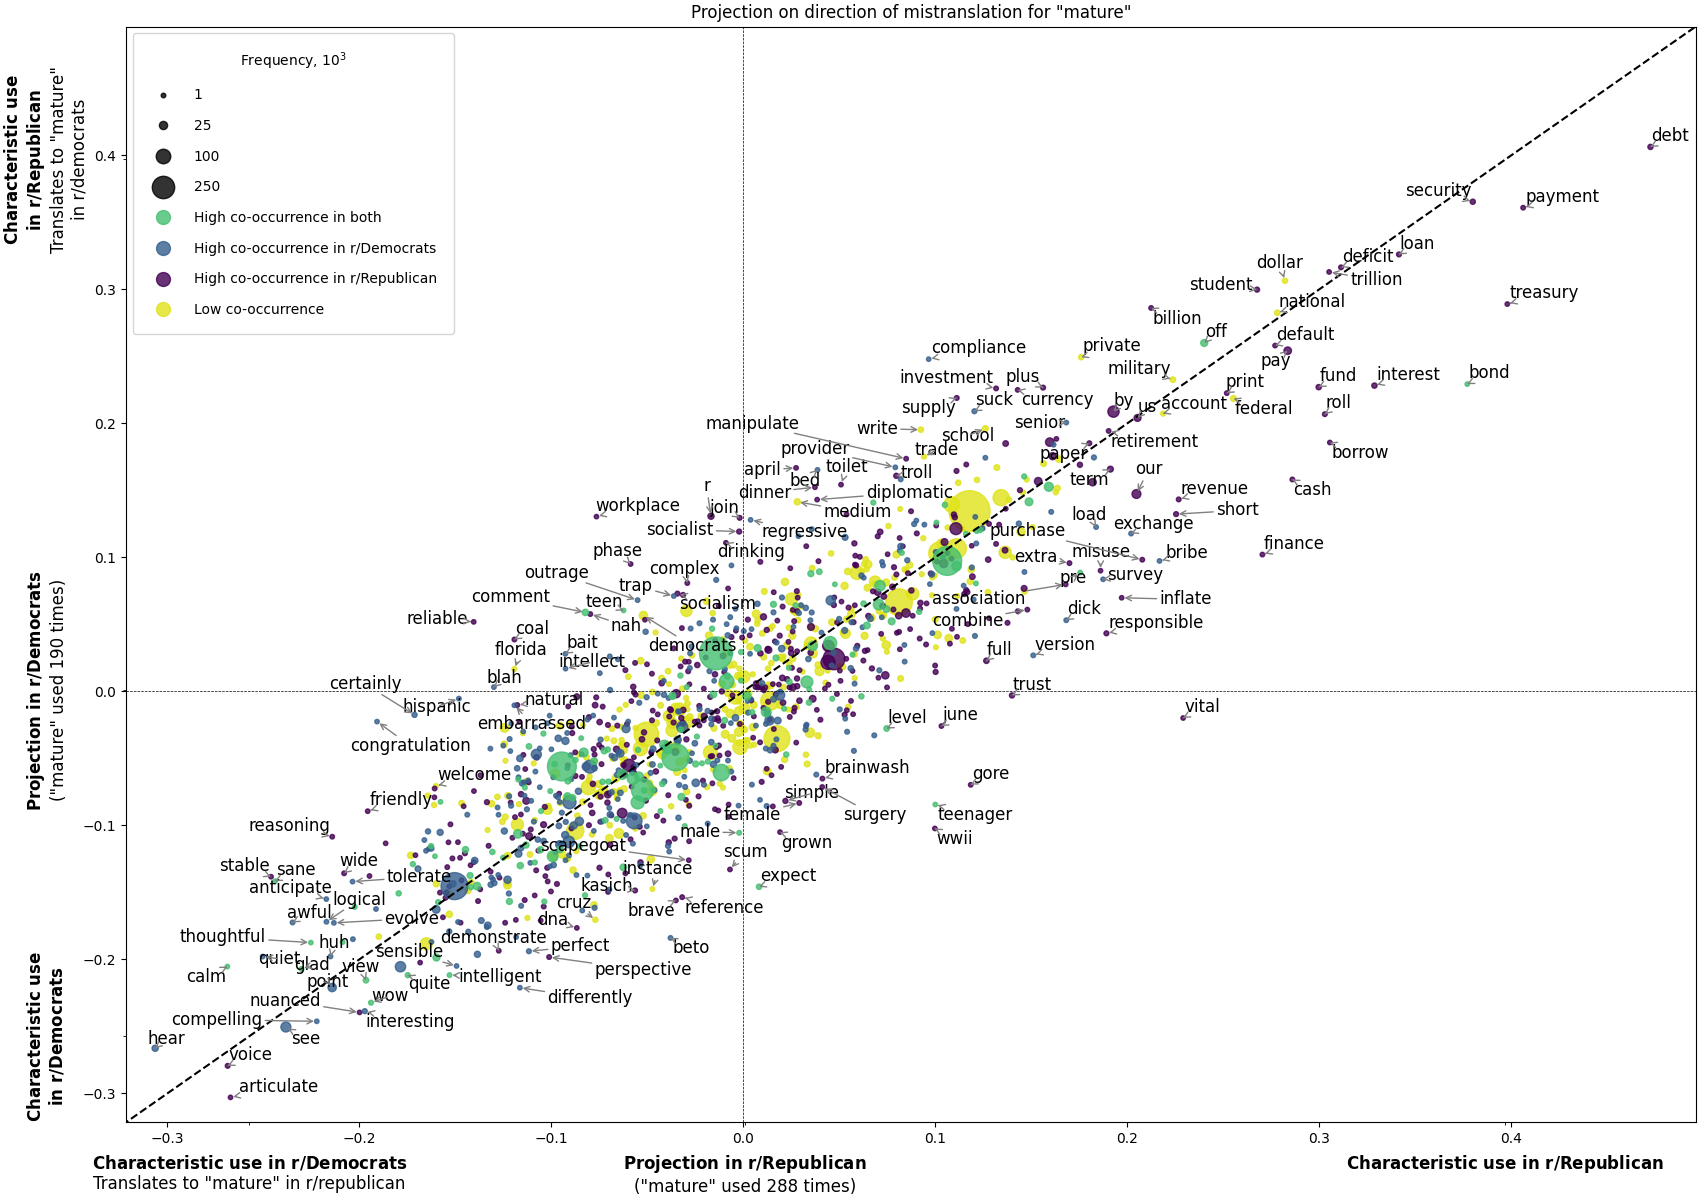 Projection on direction of mistranslation for "mature"
Frequency, 10³
1
25
100
250
High co-occurrence in both
High co-occurrence in r/Democrats
High co-occurrence in r/Republican
Low co-occurrence
Characteristic use
in r/Republican
Translates to "mature"
in r/democrats
Projection in r/Democrats
("mature" used 190 times)
Characteristic use
in r/Democrats
0.4
0.3
0.2
0.1
0.0
−0.1
−0.2
−0.3
debt
security
payment
loan
deficit
dollar
trillion
student
national
treasury
billion
off
default
compliance
private
pay
military
fund
interest
bond
investment
plus
print
supply
suck
currency
by
us
account
federal
roll
manipulate
write
school
senior
retirement
borrow
provider
trade
paper
april
toilet
troll
term
our
bed
cash
r
dinner
diplomatic
revenue
workplace
join
medium
load
short
socialist
regressive
purchase
exchange
phase
drinking
extra
misuse
bribe
finance
outrage
complex
trap
pre
survey
comment
teen
socialism
association
inflate
reliable
nah
combine
dick
responsible
coal
bait
democrats
florida
intellect
full
version
certainly
blah
hispanic
natural
trust
embarrassed
level
june
vital
congratulation
welcome
brainwash
gore
friendly
simple
female
surgery
teenager
reasoning
male
grown
wwii
scapegoat
scum
stable
sane
wide
tolerate
instance
expect
anticipate
kasich
logical
awful
evolve
cruz
brave
reference
dna
thoughtful
huh
demonstrate
sensible
perfect
beto
quiet
glad
view
calm
point
quite
intelligent
perspective
nuanced
wow
differently
compelling
interesting
hear
see
voice
articulate
−0.3
−0.2
−0.1
0.0
0.1
0.2
0.3
0.4
Characteristic use in r/Democrats
Translates to "mature" in r/republican
Projection in r/Republican
("mature" used 288 times)
Characteristic use in r/Republican